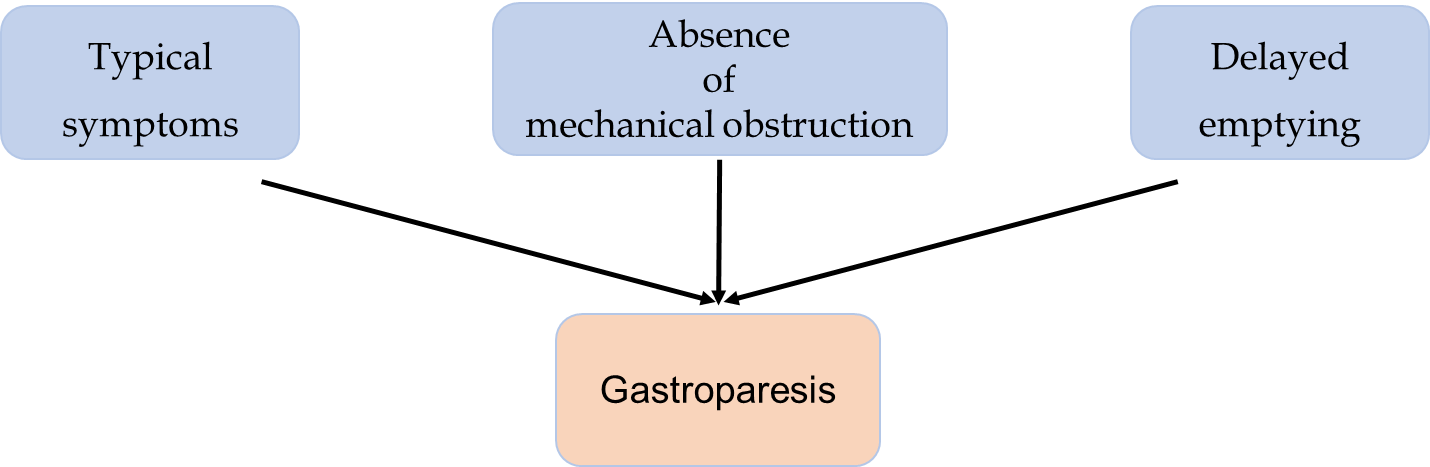 Typical
symptoms
Absence
of
mechanical obstruction
Delayed
emptying
Gastroparesis